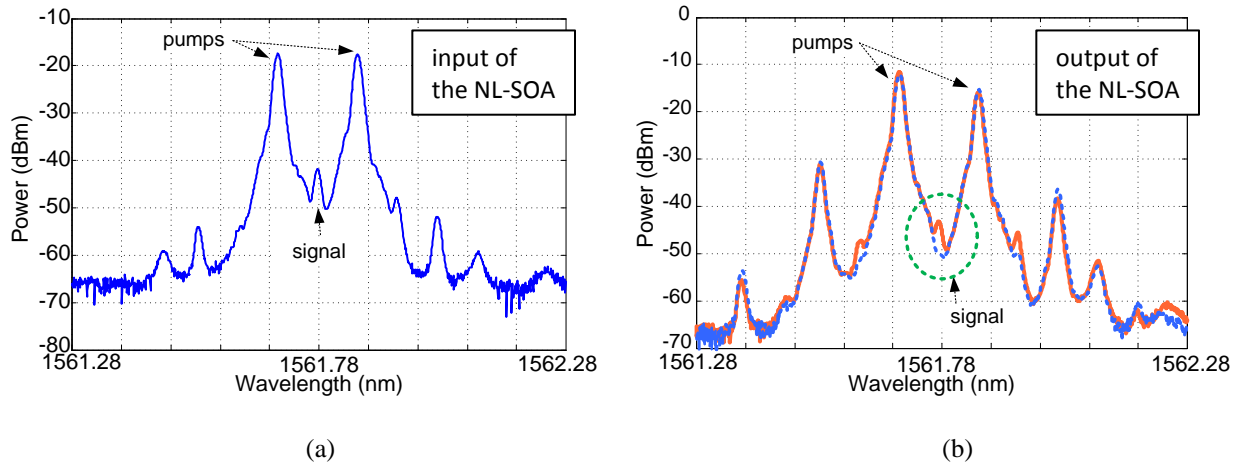 -10
-20
-30
-40
-50
-60
-70
-80
Power (dBm)
pumps
signal
input of
the NL-SOA
1561.28
1561.78
1562.28
Wavelength (nm)
(a)
0
-10
-20
-30
-40
-50
-60
-70
Power (dBm)
pumps
signal
output of
the NL-SOA
1561.28
1561.78
1562.28
Wavelength (nm)
(b)